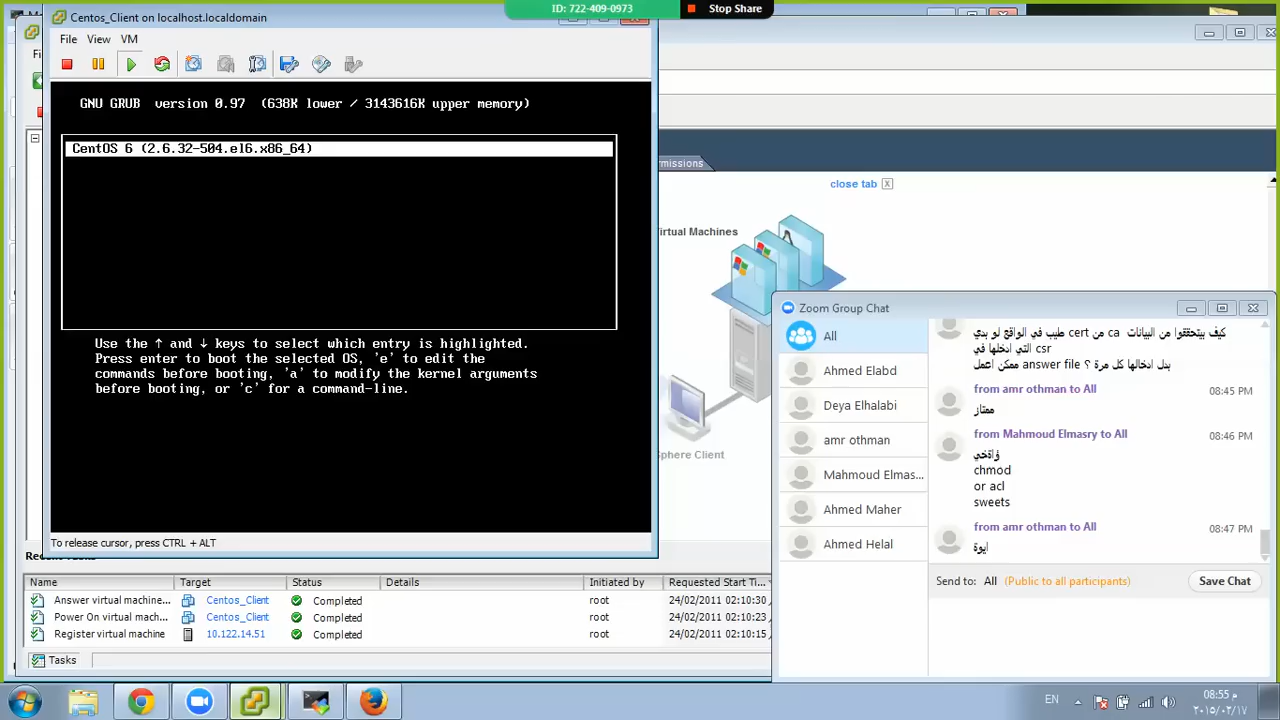 ID: 722-409-0973
Stop Share
Centos_Client on localhost.localdomain
File View VM
GNU GRUB version 0.97 (638K lower / 3143616K upper memory)
CentOS 6 (2.6.32-504.el6.x86_64)
Use the ↑ and ↓ keys to select which entry is highlighted.
Press enter to boot the selected OS, 'e' to edit the
commands before booting, 'a' to modify the kernel arguments
before booting, or 'c' for a command-line.
To release cursor, press CTRL + ALT
close tab
Name Target Status Details Initiated by Requested Start Ti...
Answer virtual machine... Centos_Client Completed root 24/02/2011 02:10:30
Power On virtual mach... Centos_Client Completed root 24/02/2011 02:10:23
Register virtual machine 10.122.14.51 Completed root 24/02/2011 02:10:15
Tasks
Zoom Group Chat
All
Ahmed Elabd
Deya Elhalabi
amr othman
Mahmoud Elmas...
Ahmed Maher
Ahmed Helal
كيف بيتحققوا من البيانات ca من cert طيب في الواقع لو بدي
التي ادخلها في csr
بدل ادخالها كل مرة ؟ answer file ممكن اعمل
from amr othman to All 08:45 PM
ممتاز
from Mahmoud Elmasry to All 08:46 PM
chmod
or acl
sweets
from amr othman to All 08:47 PM
ايوة
Send to: All (Public to all participants)
Save Chat
EN
08:55 م
٢٠١٥/٠٢/١٧